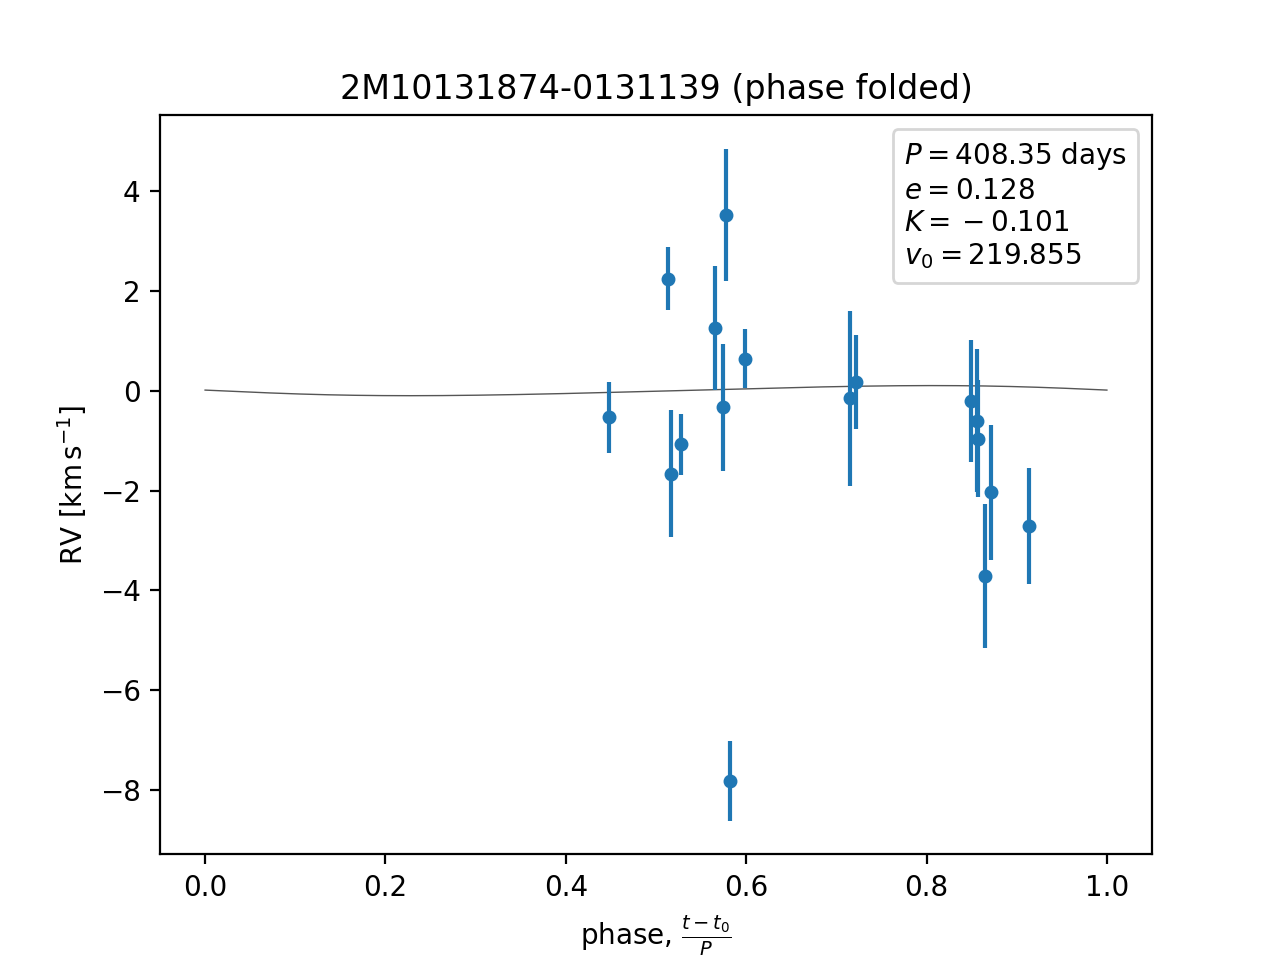 2M10131874-0131139 (phase folded)
P = 408.35 days
e = 0.128
K = −0.101
v₀ = 219.855
RV [km s⁻¹]
4
2
0
−2
−4
−6
−8
0.0 0.2 0.4 0.6 0.8 1.0
phase, (t − t₀)/P